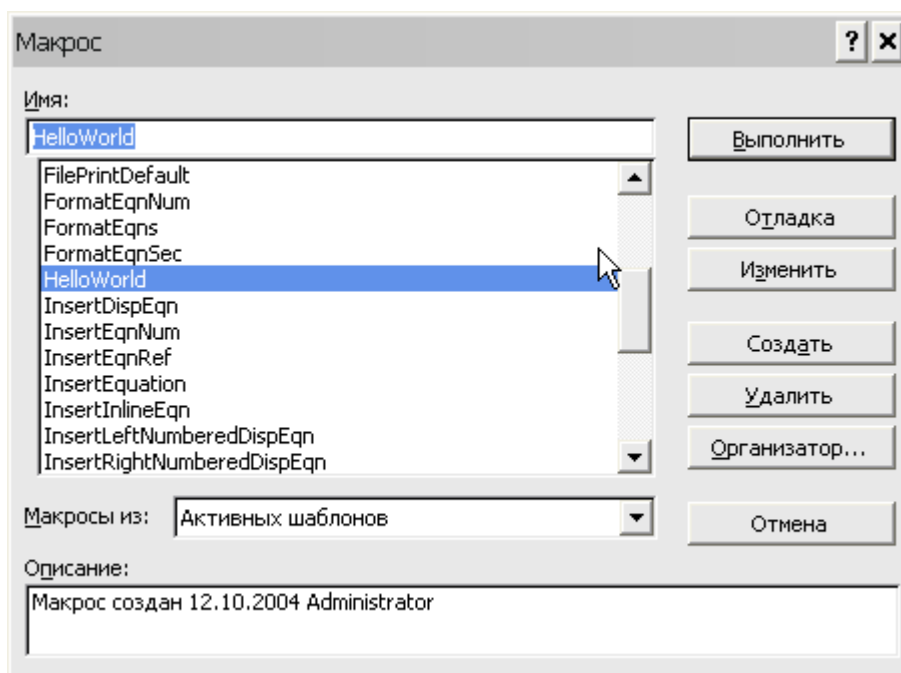 Макрос
Имя:
HelloWorld
Выполнить
FilePrintDefault
FormatEqnNum
FormatEqns
FormatEqnSec
HelloWorld
InsertDispEqn
InsertEqnNum
InsertEqnRef
InsertEquation
InsertInlineEqn
InsertLeftNumberedDispEqn
InsertRightNumberedDispEqn
Отладка
Изменить
Создать
Удалить
Организатор...
Макросы из: Активных шаблонов
Отмена
Описание:
Макрос создан 12.10.2004 Administrator